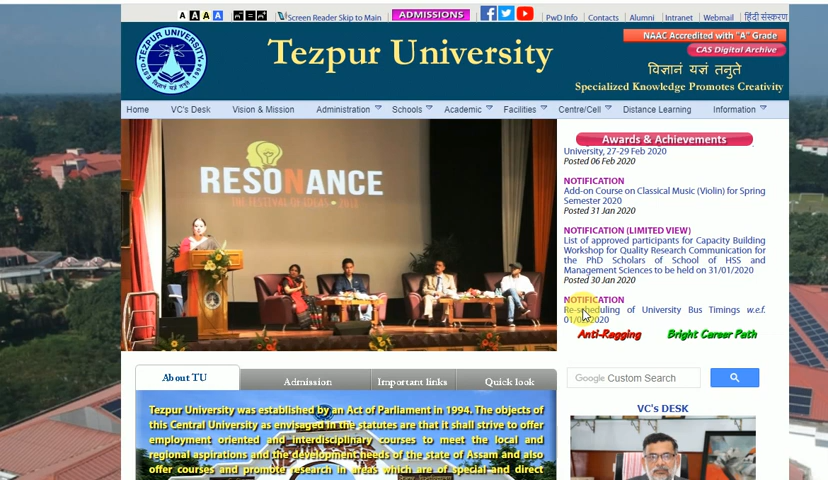 A A A A
Screen Reader Skip to Main
ADMISSIONS
PwD Info | Contacts | Alumni | Intranet | Webmail | हिंदी संस्करण
TEZPUR UNIVERSITY
Tezpur University
NAAC Accredited with "A" Grade
CAS Digital Archive
विज्ञानं यज्ञं तनुते
Specialized Knowledge Promotes Creativity
Home VC's Desk Vision & Mission Administration Schools Academic Facilities Centre/Cell Distance Learning Information
RESONANCE
THE FESTIVAL OF IDEAS
Awards & Achievements
University, 27-29 Feb 2020
Posted 06 Feb 2020
NOTIFICATION
Add-on Course on Classical Music (Violin) for Spring
Semester 2020
Posted 31 Jan 2020
NOTIFICATION (LIMITED VIEW)
List of approved participants for Capacity Building
Workshop for Quality Research Communication for
the PhD Scholars of School of HSS and
Management Sciences to be held on 31/01/2020
Posted 30 Jan 2020
NOTIFICATION
Re-scheduling of University Bus Timings w.e.f.
Anti-Ragging Bright Career Path
About TU Admission Important links Quick look
Google Custom Search
Tezpur University was established by an Act of Parliament in 1994. The objects of
this Central University as envisaged in the statutes are that it shall strive to offer
employment oriented and interdisciplinary courses to meet the local and
regional aspirations and the development needs of the state of Assam and also
offer courses and promote research in areas which are of special and direct
VC's DESK